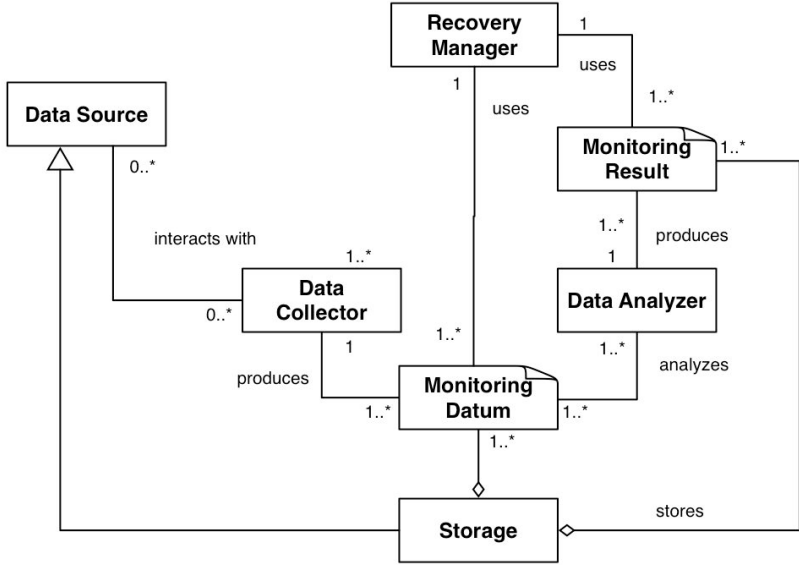 Recovery
Manager
1
uses
1..*
1
uses
Data Source
0..*
Monitoring
Result
1..*
interacts with
1..*
produces
1
1..*
Data
Collector
0..*
Data Analyzer
1
1..*
1..*
produces
analyzes
Monitoring
Datum
1..*
1..*
1..*
Storage
stores